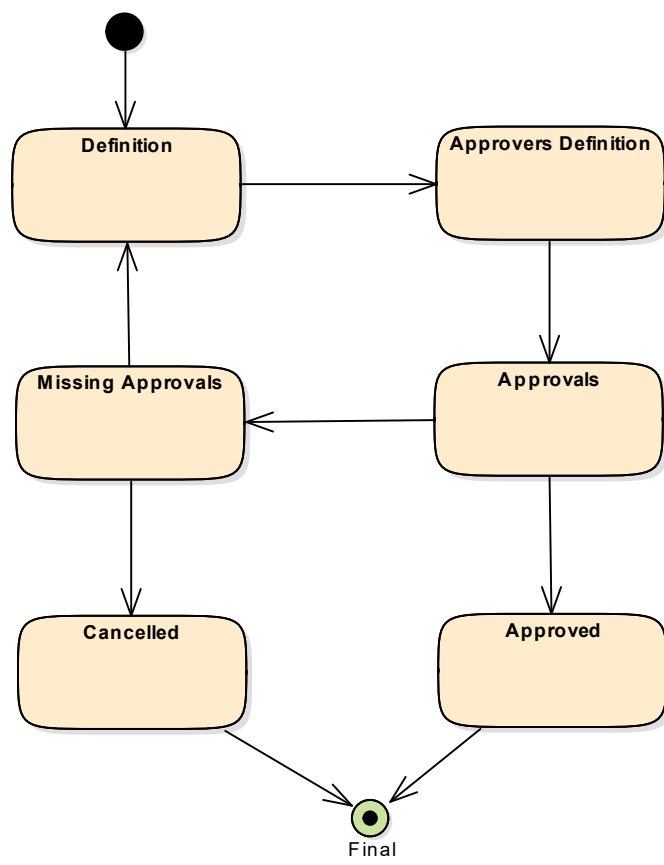 Definition
Approvers Definition
Missing Approvals
Approvals
Cancelled
Approved
Final